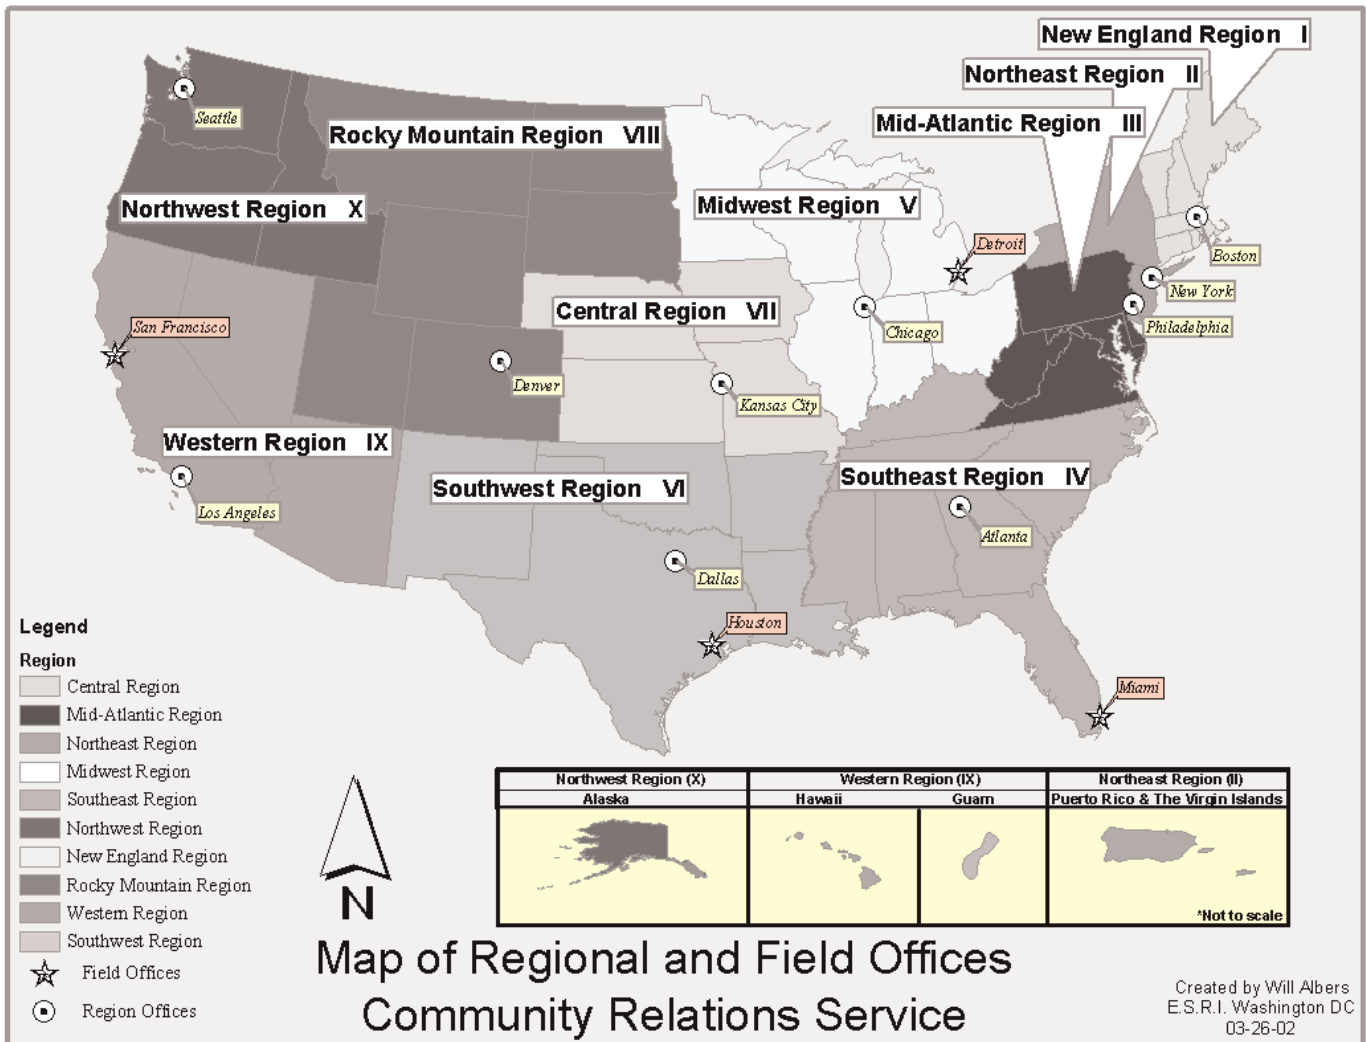 New England Region I
Northeast Region II
Mid-Atlantic Region III
Seattle
Rocky Mountain Region VIII
Northwest Region X
Midwest Region V
Detroit
Boston
New York
Philadelphia
Central Region VII
Chicago
San Francisco
Denver
Kansas City
Western Region IX
Southwest Region VI
Southeast Region IV
Los Angeles
Atlanta
Dallas
Houston
Miami
Legend
Region
Central Region
Mid-Atlantic Region
Northeast Region
Midwest Region
Southeast Region
Northwest Region
New England Region
Rocky Mountain Region
Western Region
Southwest Region
Field Offices
Region Offices
N
Northwest Region (X)
Alaska
Western Region (IX)
Hawaii Guam
Northeast Region (II)
Puerto Rico & The Virgin Islands
*Not to scale
Map of Regional and Field Offices
Community Relations Service
Created by Will Albers
E.S.R.I. Washington DC
03-26-02